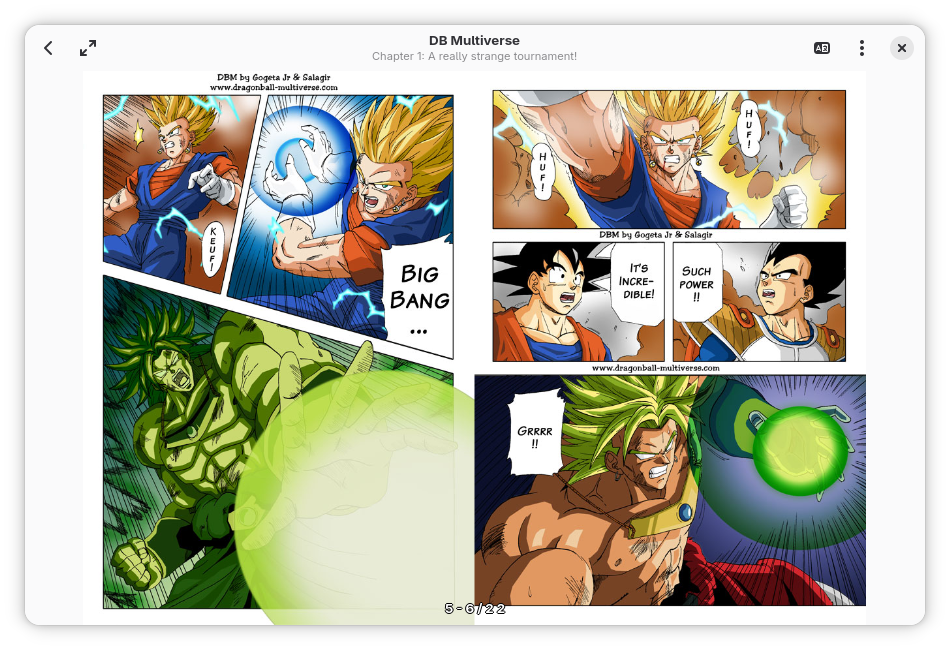 DB Multiverse
Chapter 1: A really strange tournament!
DBM by Gogeta Jr & Salagir
www.dragonball-multiverse.com
KEUF!
BIG
BANG
...
HUF!
HUF!
DBM by Gogeta Jr & Salagir
IT'S
INCRE-
DIBLE!
SUCH
POWER
!!
www.dragonball-multiverse.com
GRRRR
!!
5-6/22